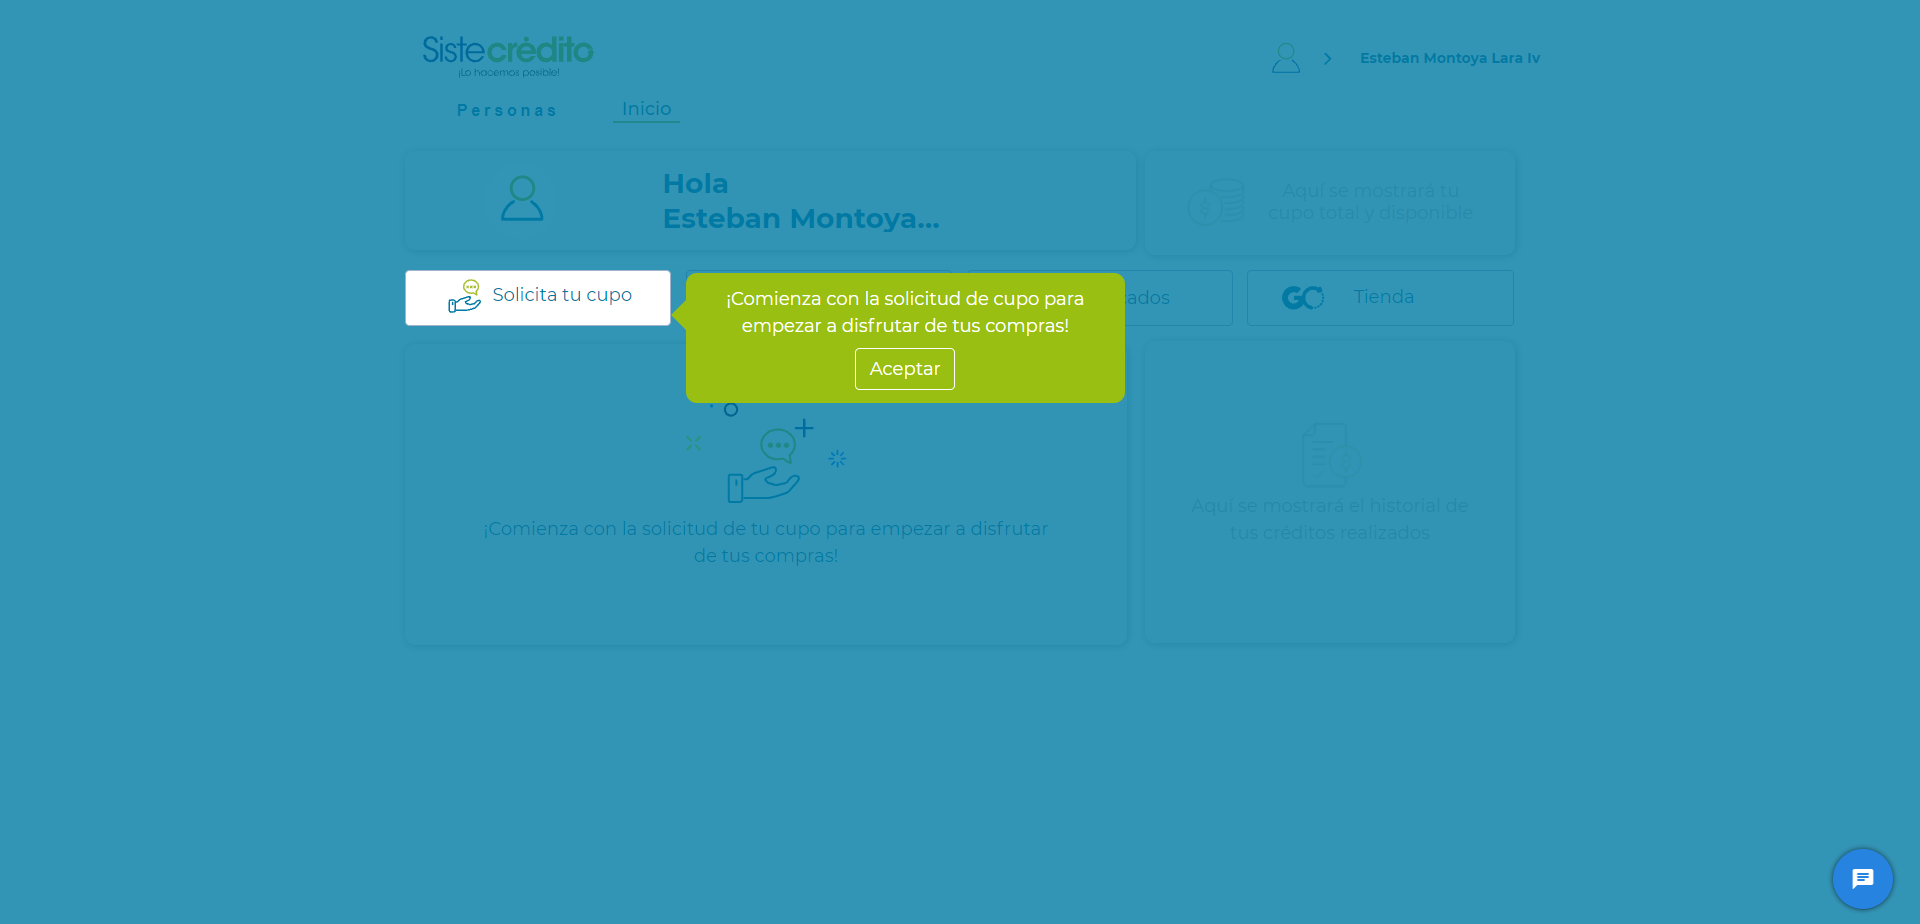 Sistecrédito
¡Lo hacemos posible!
Esteban Montoya Lara Iv
Personas
Inicio
Hola
Esteban Montoya...
Aquí se mostrará tu
cupo total y disponible
Solicita tu cupo
¡Comienza con la solicitud de cupo para
empezar a disfrutar de tus compras!
Aceptar
Tienda
¡Comienza con la solicitud de tu cupo para empezar a disfrutar
de tus compras!
Aquí se mostrará el historial de
tus créditos realizados